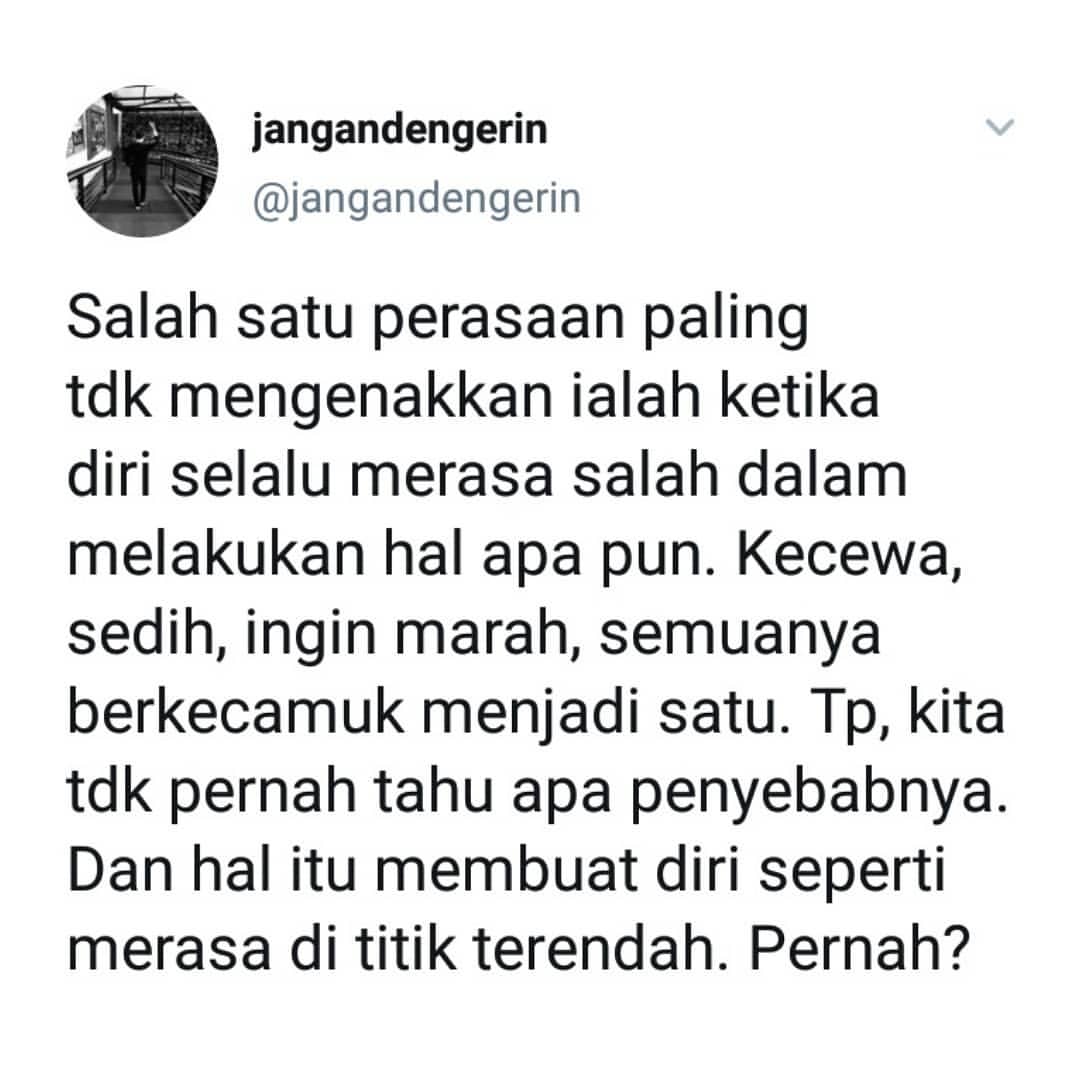 jangandengerin
@jangandengerin
Salah satu perasaan paling
tdk mengenakkan ialah ketika
diri selalu merasa salah dalam
melakukan hal apa pun. Kecewa,
sedih, ingin marah, semuanya
berkecamuk menjadi satu. Tp, kita
tdk pernah tahu apa penyebabnya.
Dan hal itu membuat diri seperti
merasa di titik terendah. Pernah?